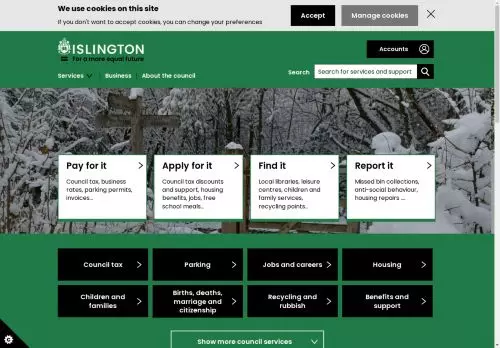 We use cookies on this site
If you don't want to accept cookies, you can change your preferences
Accept
Manage cookies
ISLINGTON
For a more equal future
Accounts
Services
Business
About the council
Search
Search for services and support
Pay for it
Council tax, business
rates, parking permits,
invoices...
Apply for it
Council tax discounts
and support, housing
benefits, jobs, free
school meals...
Find it
Local libraries, leisure
centres, children and
family services,
recycling points..
Report it
Missed bin collections,
anti-social behaviour,
housing repairs ....
Council tax
Parking
Jobs and careers
Housing
Children and
families
Births, deaths,
marriage and
citizenship
Recycling and
rubbish
Benefits and
support
Show more council services